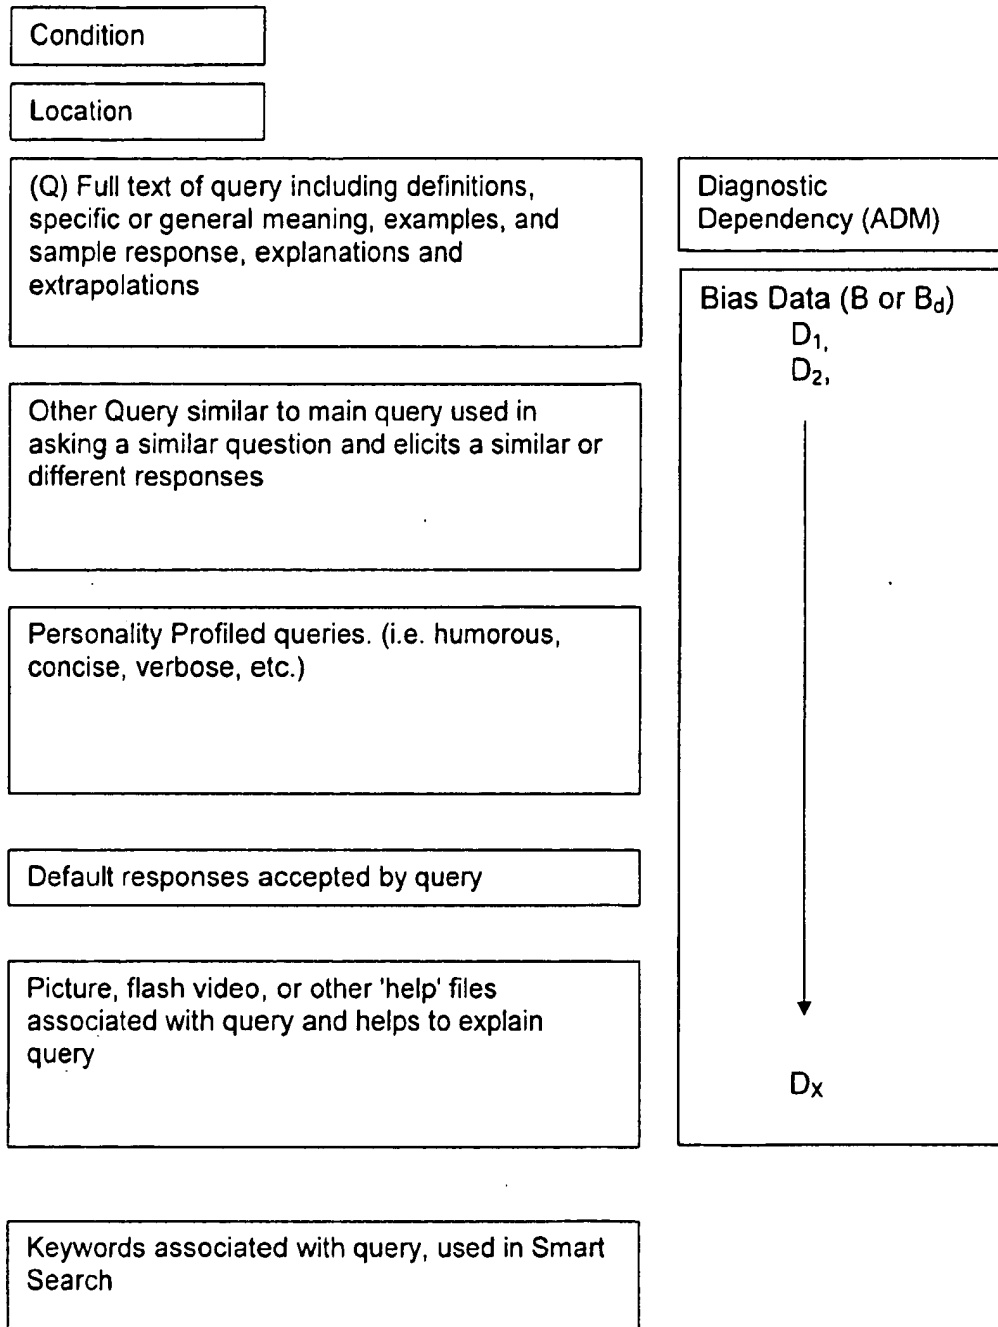 Condition
Location
(Q) Full text of query including definitions,
specific or general meaning, examples, and
sample response, explanations and
extrapolations
Diagnostic
Dependency (ADM)
Bias Data (B or Bd)
D1,
D2,
DX
Other Query similar to main query used in
asking a similar question and elicits a similar or
different responses
Personality Profiled queries. (i.e. humorous,
concise, verbose, etc.)
Default responses accepted by query
Picture, flash video, or other 'help' files
associated with query and helps to explain
query
Keywords associated with query, used in Smart
Search